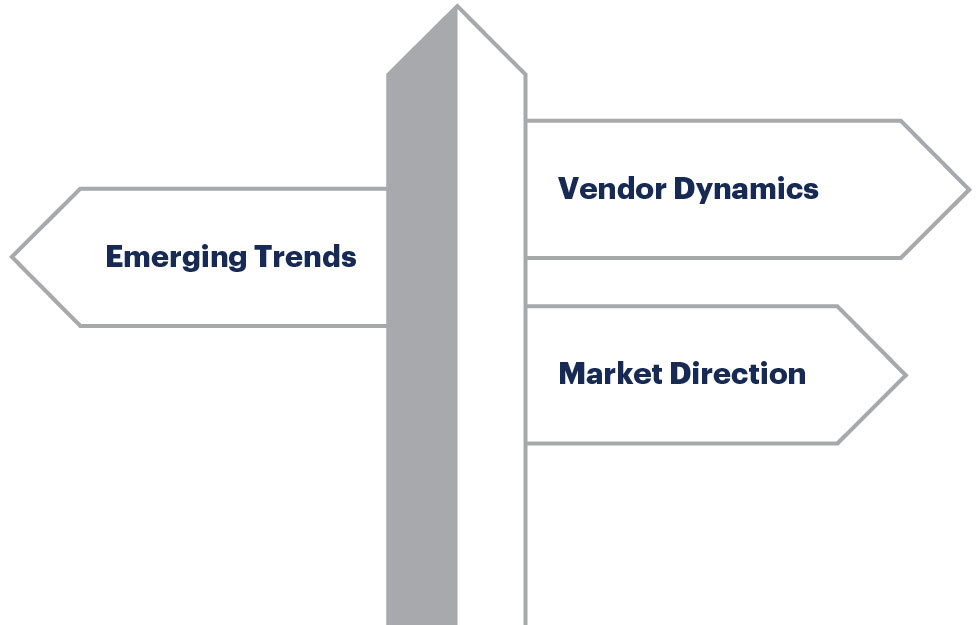 Vendor Dynamics
Emerging Trends
Market Direction